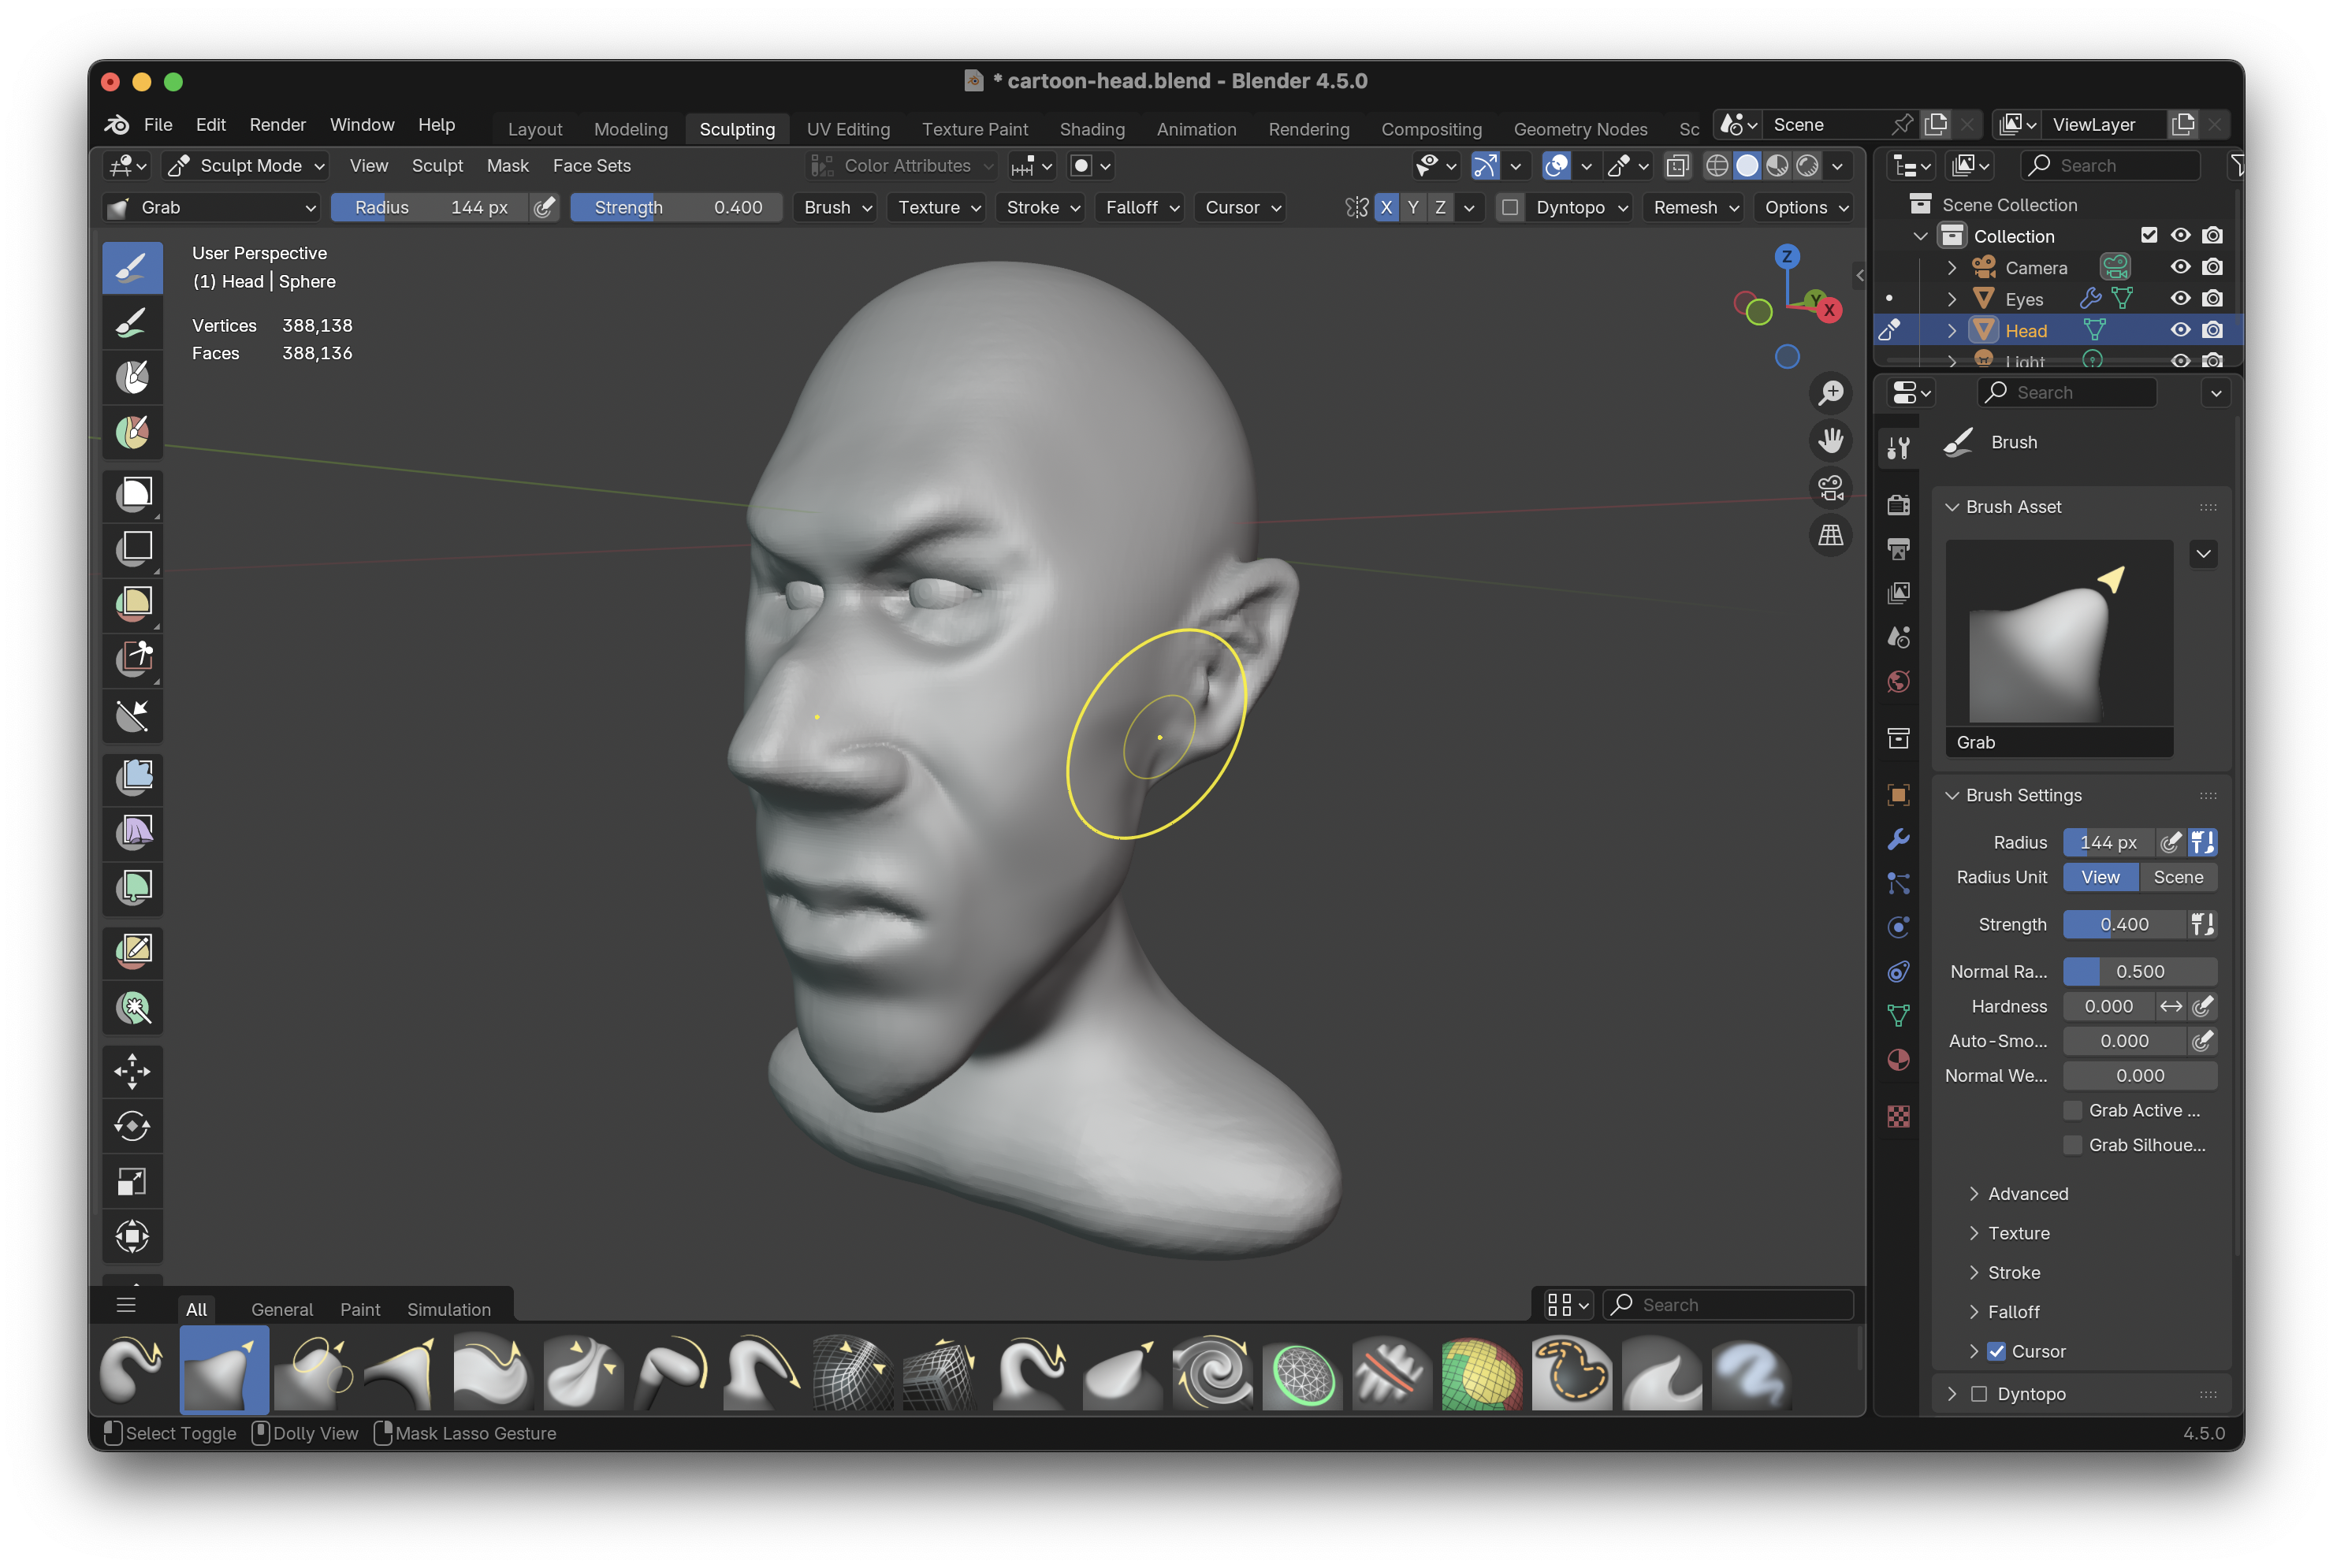 * cartoon-head.blend - Blender 4.5.0
File Edit Render Window Help Layout Modeling Sculpting UV Editing Texture Paint Shading Animation Rendering Compositing Geometry Nodes Sc Scene ViewLayer
Sculpt Mode View Sculpt Mask Face Sets Color Attributes Search
Grab Radius 144 px Strength 0.400 Brush Texture Stroke Falloff Cursor X Y Z Dyntopo Remesh Options
User Perspective
(1) Head | Sphere
Vertices 388,138
Faces 388,136
Z
Y
X
Scene Collection
Collection
Camera
Eyes
Head
Light
Search
Brush
Brush Asset
Grab
Brush Settings
Radius 144 px
Radius Unit View Scene
Strength 0.400
Normal Ra... 0.500
Hardness 0.000
Auto-Smo... 0.000
Normal We... 0.000
Grab Active ...
Grab Silhoue...
Advanced
Texture
Stroke
Falloff
Cursor
Dyntopo
All General Paint Simulation Search
Select Toggle Dolly View Mask Lasso Gesture 4.5.0